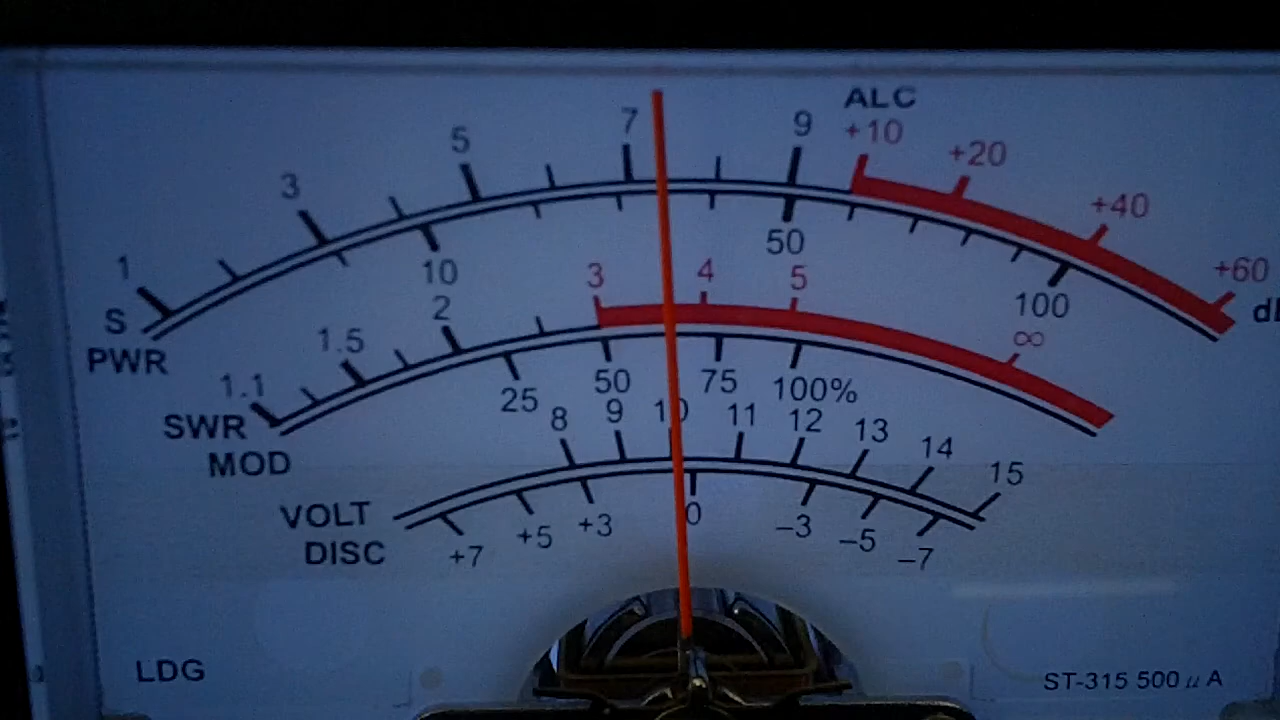 ALC
1 3 5 7 9 +10 +20 +40 +60 dB
S
PWR 10 50 100
SWR 1.1 1.5 2 3 4 5 ∞
MOD 25 50 75 100%
VOLT 8 9 10 11 12 13 14 15
DISC +7 +5 +3 0 −3 −5 −7
LDG
ST-315 500 μA